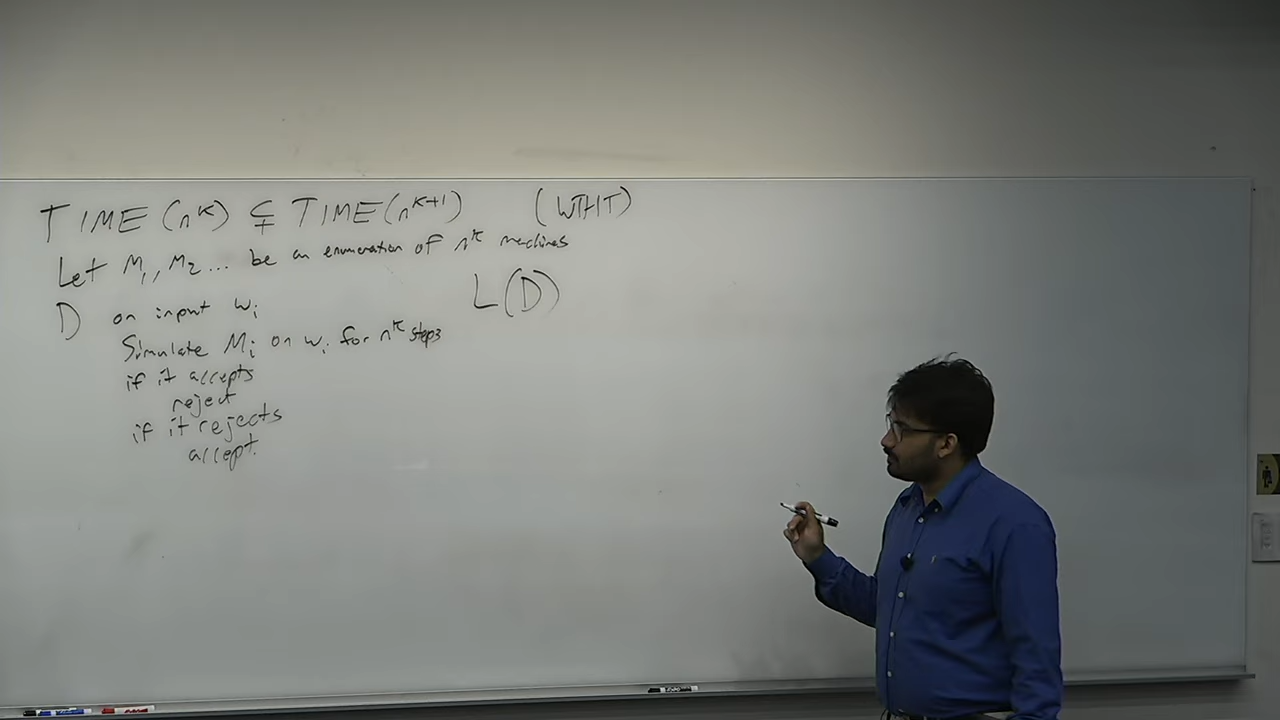 TIME(n^K) ⊊ TIME(n^{K+1}) (WTHT)
Let M₁, M₂... be an enumeration of n^K machines
L(D)
D on input wᵢ
Simulate Mᵢ on wᵢ for n^K steps
if it accepts
reject
if it rejects
accept.